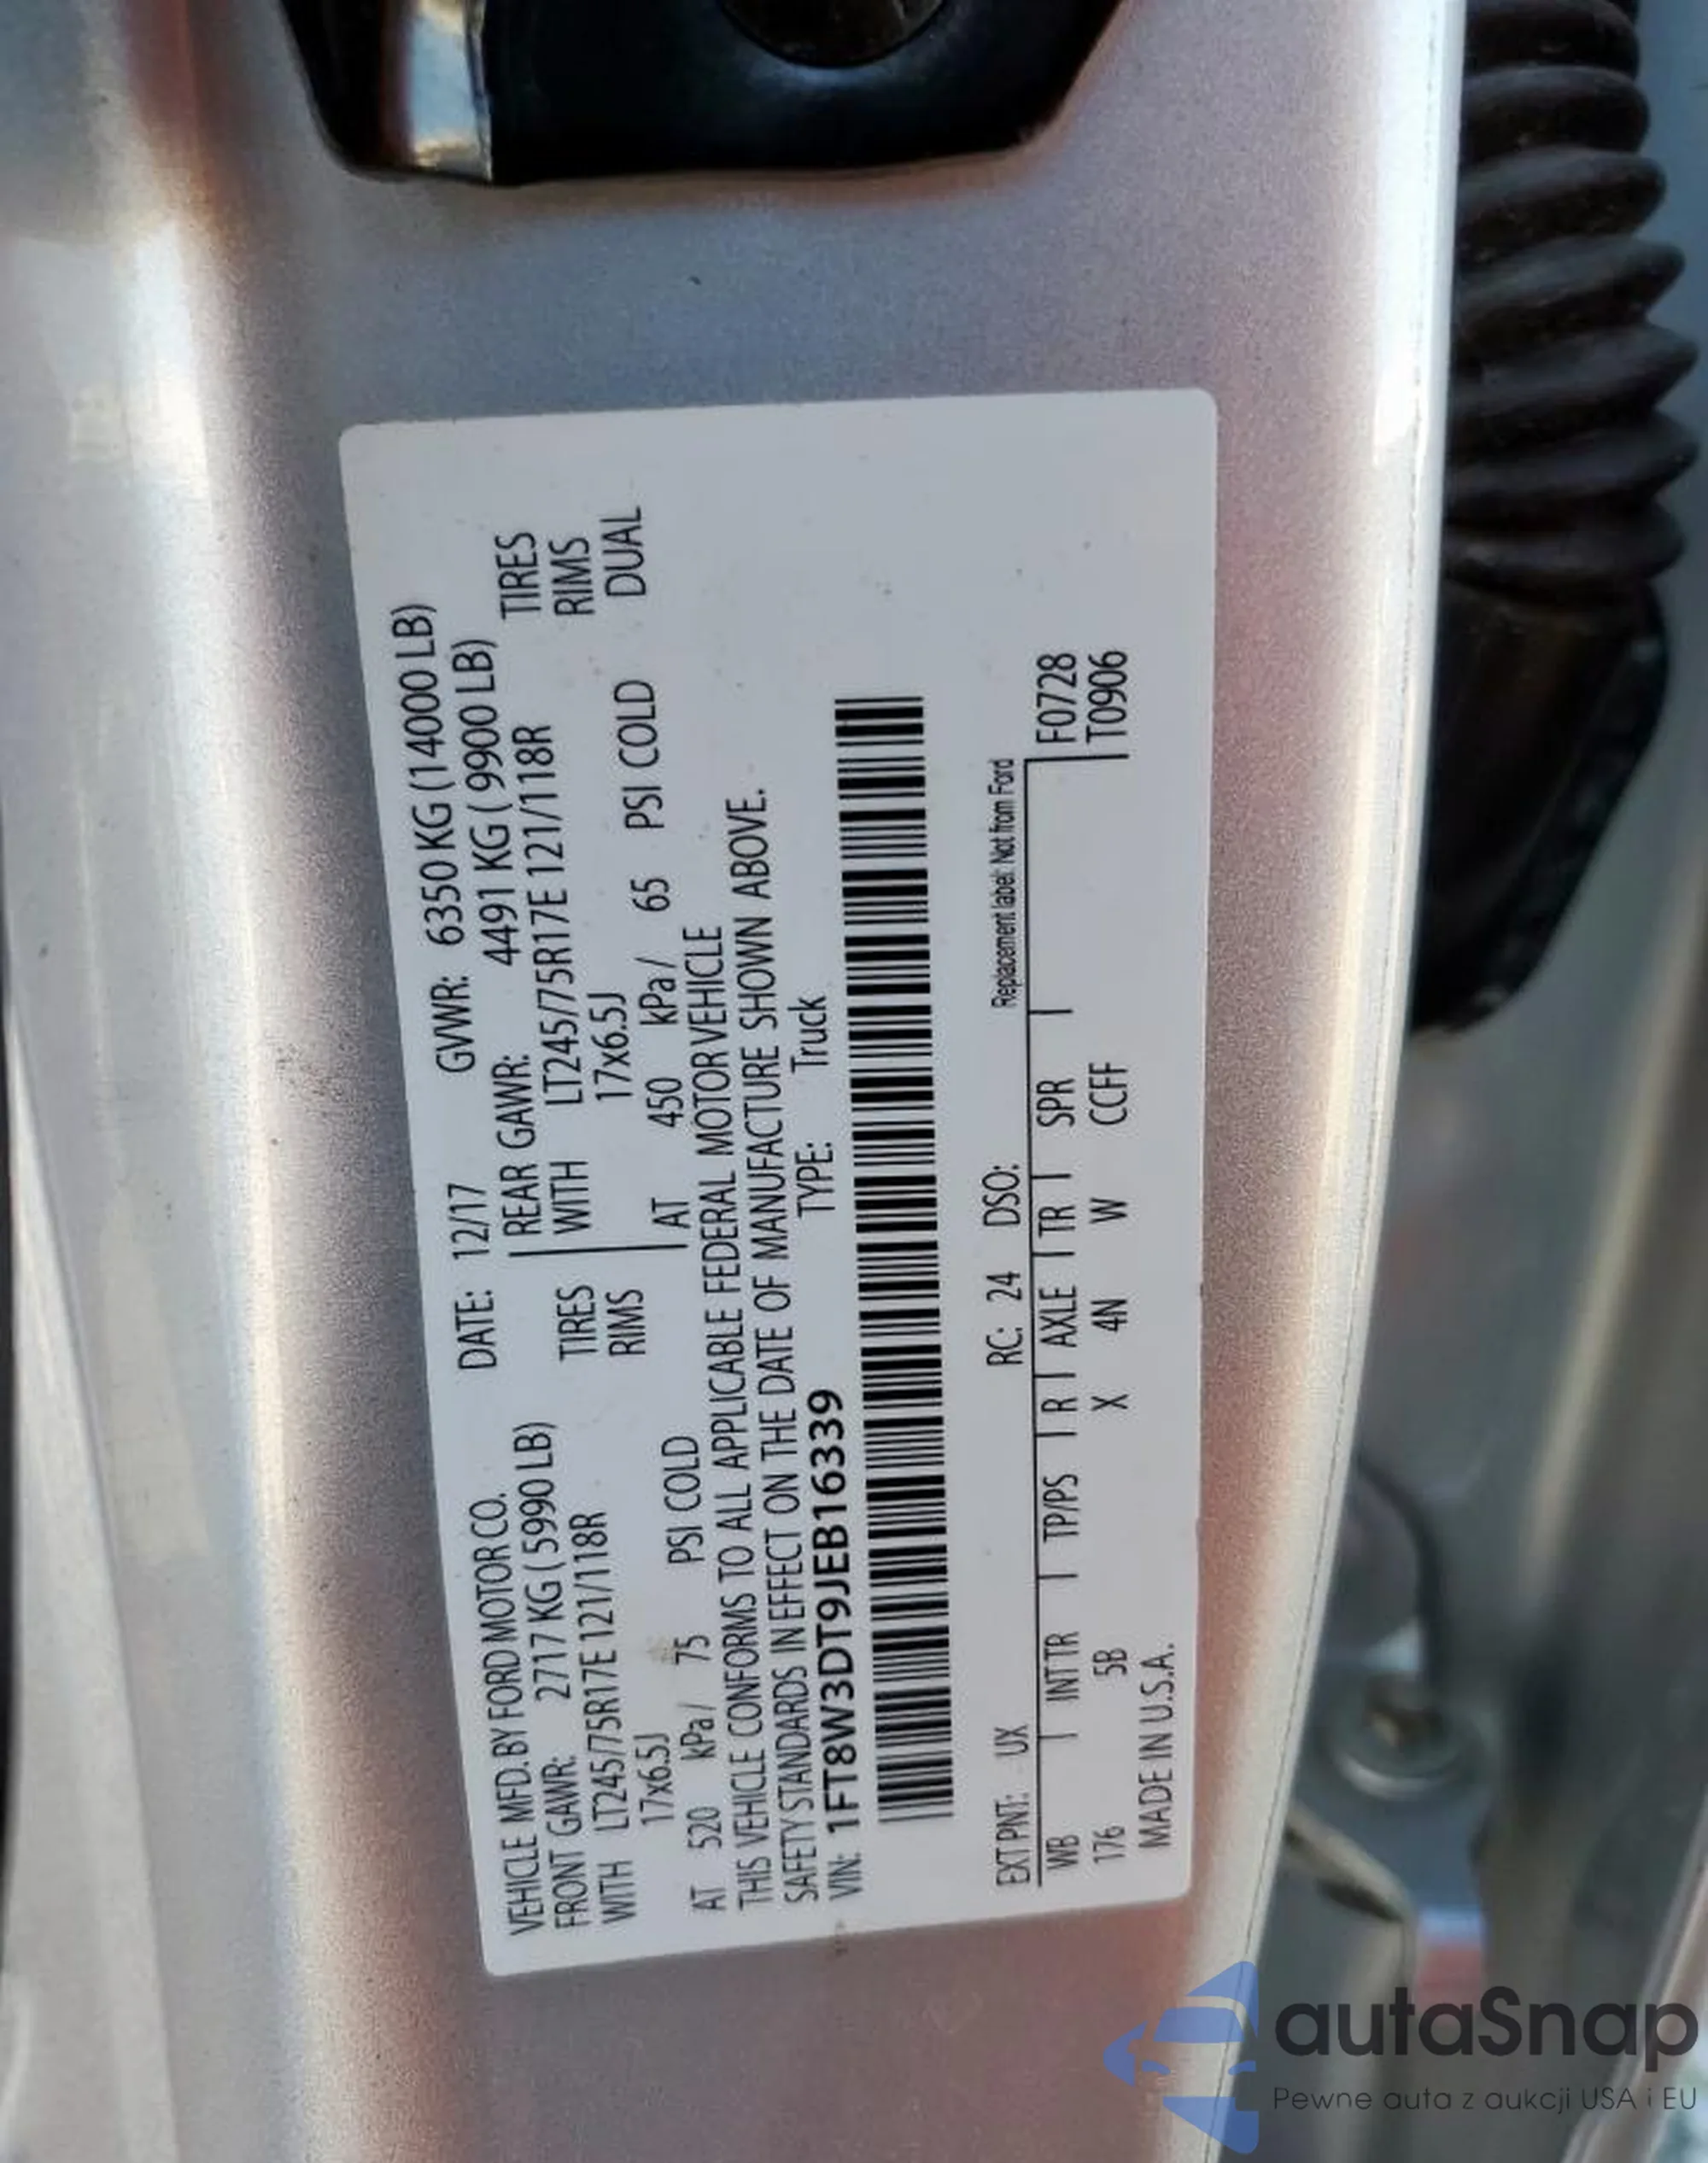 VEHICLE MFD. BY FORD MOTOR CO. DATE: 12/17 GVWR: 6350 KG (14000 LB)
FRONT GAWR: 2717 KG (5990 LB) REAR GAWR: 4491 KG (9900 LB)
WITH LT245/75R17E 121/118R TIRES WITH LT245/75R17E 121/118R TIRES
17x6.5J RIMS 17x6.5J RIMS
AT 520 kPa/ 75 PSI COLD AT 450 kPa/ 65 PSI COLD DUAL
THIS VEHICLE CONFORMS TO ALL APPLICABLE FEDERAL MOTOR VEHICLE
SAFETY STANDARDS IN EFFECT ON THE DATE OF MANUFACTURE SHOWN ABOVE.
VIN: 1FT8W3DT9JEB16339 TYPE: Truck
Replacement label: Not from Ford
EXT PNT: UX RC: 24 DSO:
WB INT TR TP/PS R AXLE TR SPR F0728
176 5B X 4N W CCFF T0906
MADE IN U.S.A.
autaSnap
Pewne auta z aukcji USA i EU